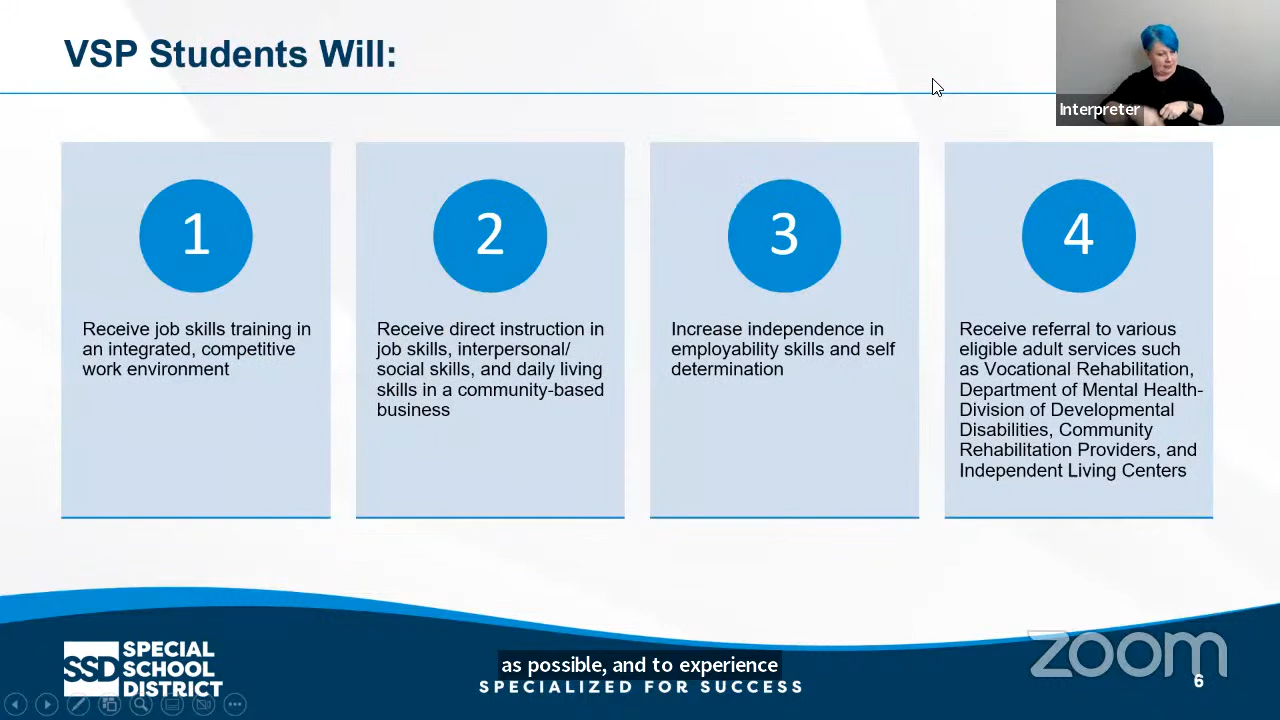 VSP Students Will:
Interpreter
1
Receive job skills training in
an integrated, competitive
work environment
2
Receive direct instruction in
job skills, interpersonal/
social skills, and daily living
skills in a community-based
business
3
Increase independence in
employability skills and self
determination
4
Receive referral to various
eligible adult services such
as Vocational Rehabilitation,
Department of Mental Health-
Division of Developmental
Disabilities, Community
Rehabilitation Providers, and
Independent Living Centers
SSD SPECIAL
SCHOOL
DISTRICT
as possible, and to experience
SPECIALIZED FOR SUCCESS
zoom
6